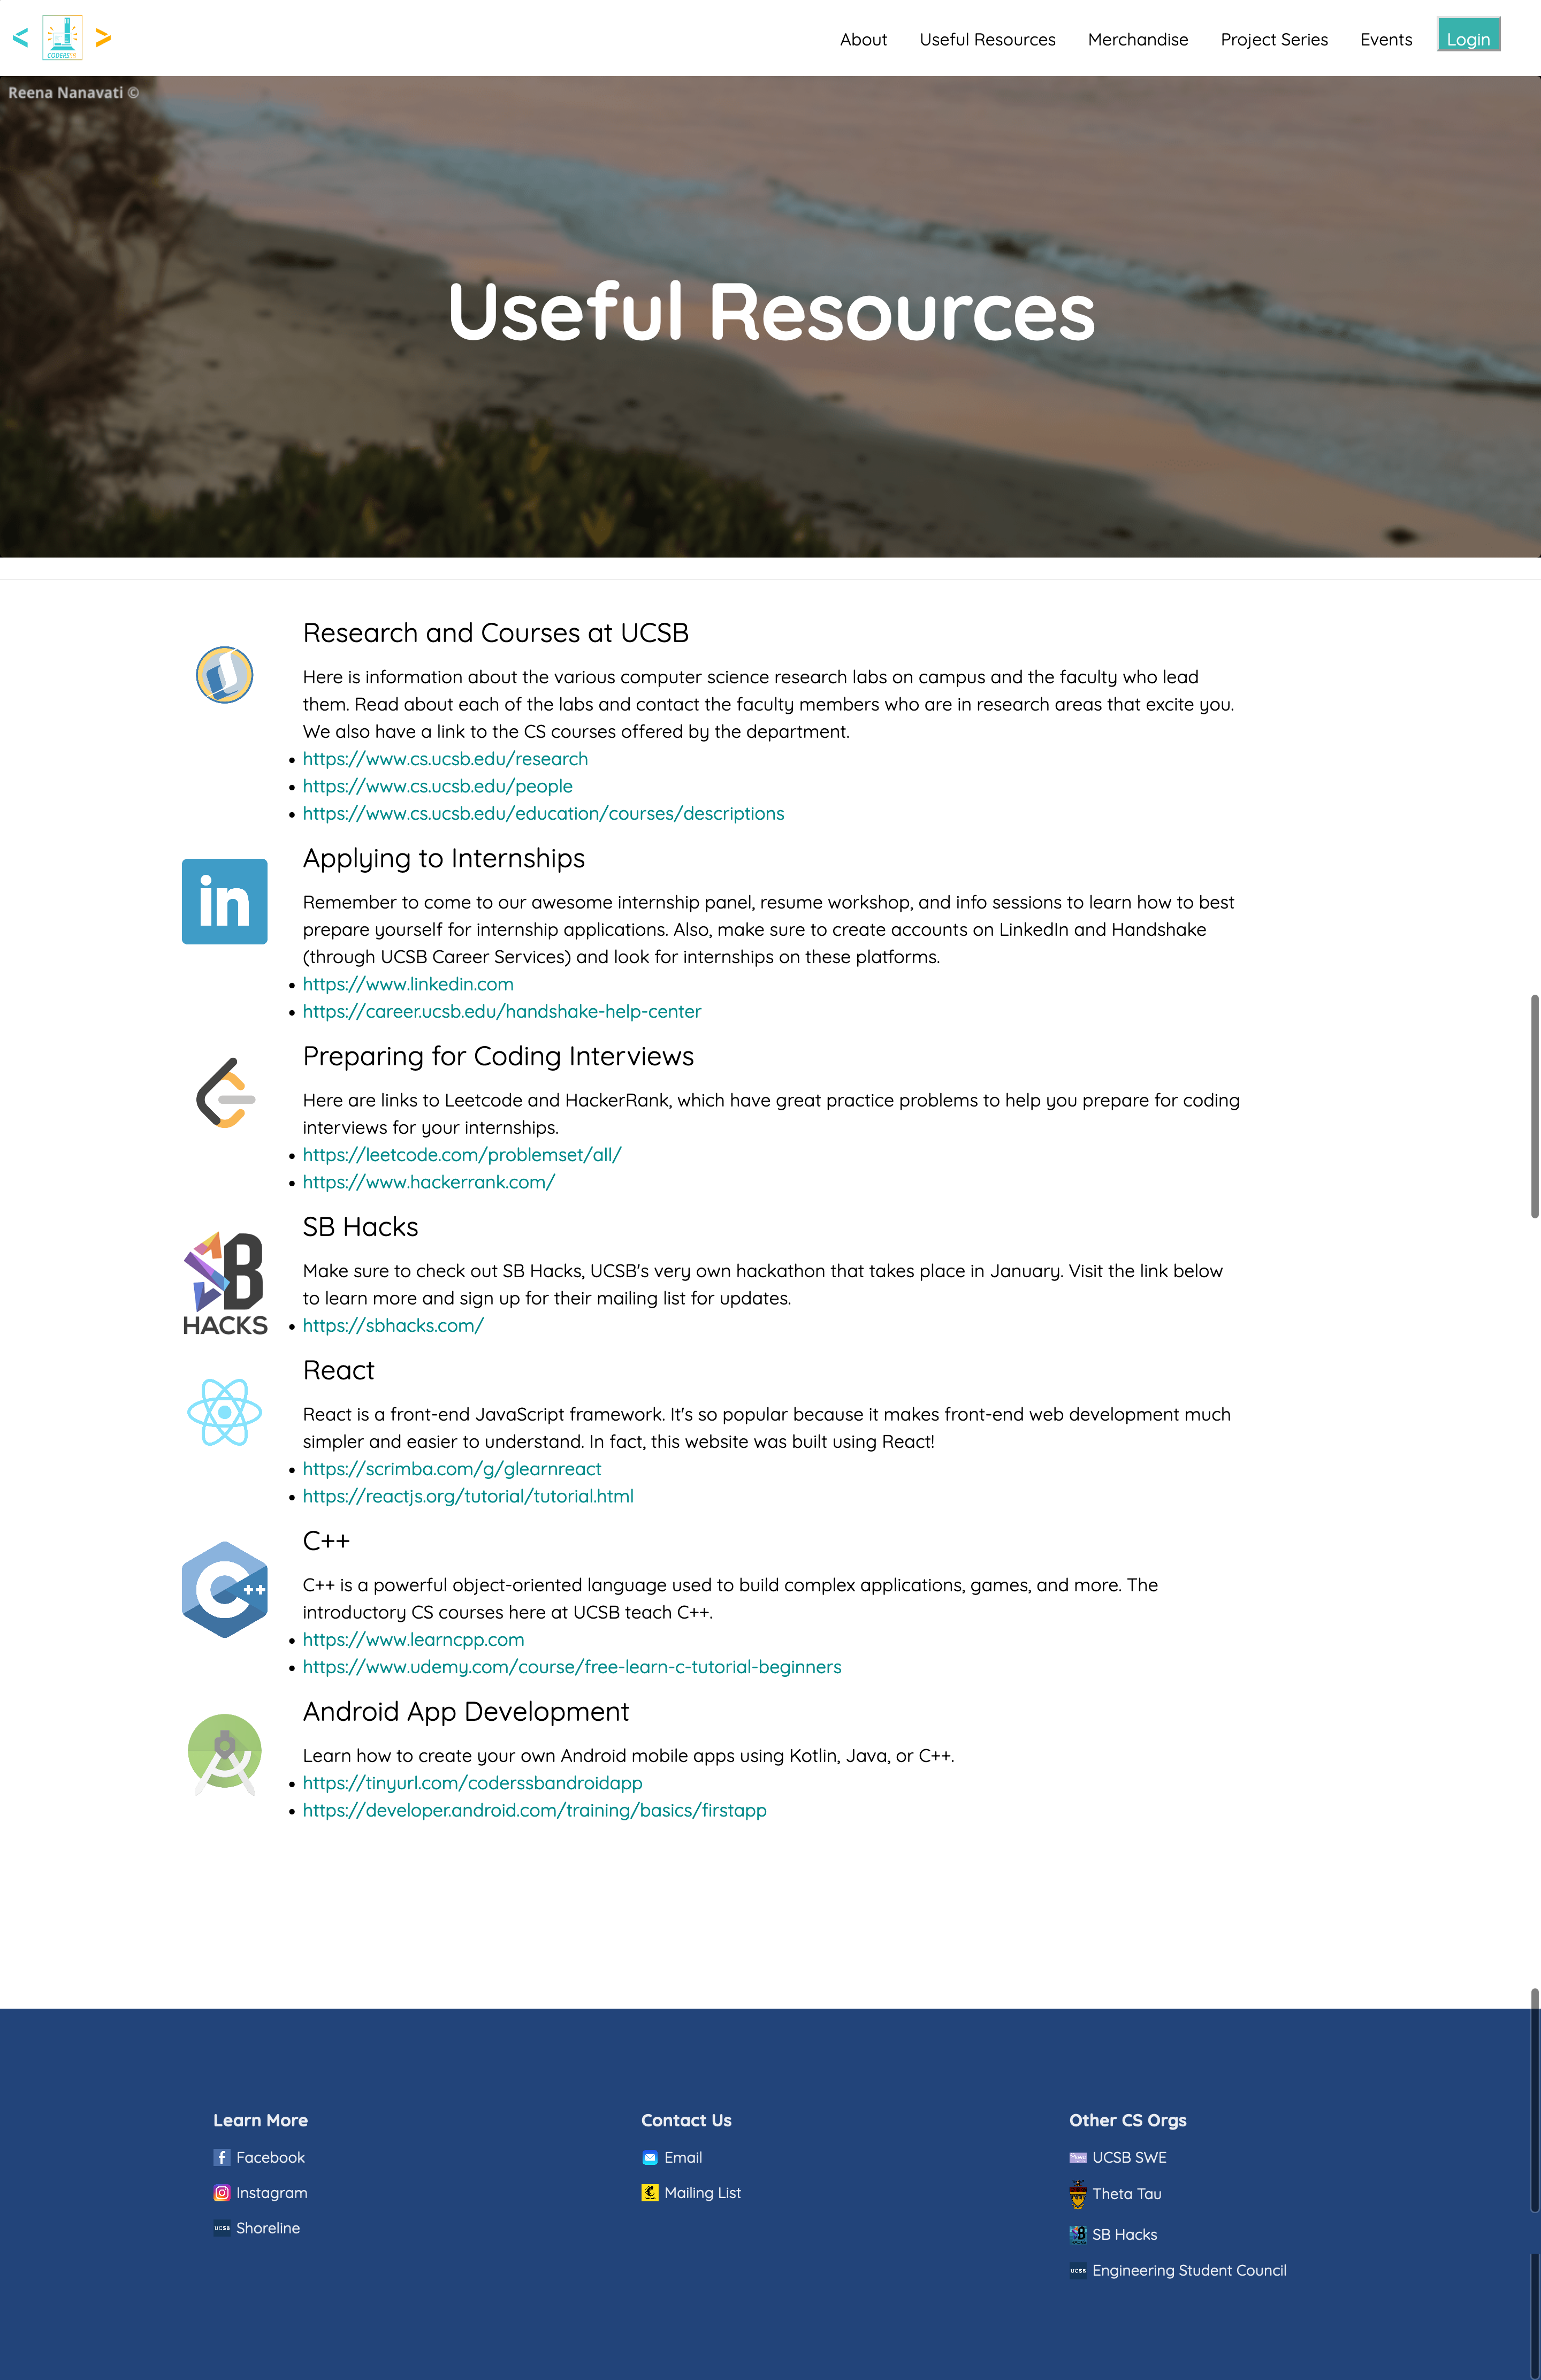 < CODERSSB >
About Useful Resources Merchandise Project Series Events Login
Reena Nanavati ©
Useful Resources
Research and Courses at UCSB
Here is information about the various computer science research labs on campus and the faculty who lead
them. Read about each of the labs and contact the faculty members who are in research areas that excite you.
We also have a link to the CS courses offered by the department.
• https://www.cs.ucsb.edu/research
• https://www.cs.ucsb.edu/people
• https://www.cs.ucsb.edu/education/courses/descriptions
in
Applying to Internships
Remember to come to our awesome internship panel, resume workshop, and info sessions to learn how to best
prepare yourself for internship applications. Also, make sure to create accounts on LinkedIn and Handshake
(through UCSB Career Services) and look for internships on these platforms.
• https://www.linkedin.com
• https://career.ucsb.edu/handshake-help-center
Preparing for Coding Interviews
Here are links to Leetcode and HackerRank, which have great practice problems to help you prepare for coding
interviews for your internships.
• https://leetcode.com/problemset/all/
• https://www.hackerrank.com/
SB
HACKS
SB Hacks
Make sure to check out SB Hacks, UCSB's very own hackathon that takes place in January. Visit the link below
to learn more and sign up for their mailing list for updates.
• https://sbhacks.com/
React
React is a front-end JavaScript framework. It's so popular because it makes front-end web development much
simpler and easier to understand. In fact, this website was built using React!
• https://scrimba.com/g/glearnreact
• https://reactjs.org/tutorial/tutorial.html
C++
C++
C++ is a powerful object-oriented language used to build complex applications, games, and more. The
introductory CS courses here at UCSB teach C++.
• https://www.learncpp.com
• https://www.udemy.com/course/free-learn-c-tutorial-beginners
Android App Development
Learn how to create your own Android mobile apps using Kotlin, Java, or C++.
• https://tinyurl.com/coderssbandroidapp
• https://developer.android.com/training/basics/firstapp
Learn More
Facebook
Instagram
UCSB Shoreline
Contact Us
Email
Mailing List
Other CS Orgs
UCSB SWE
Theta Tau
SB Hacks
UCSB Engineering Student Council